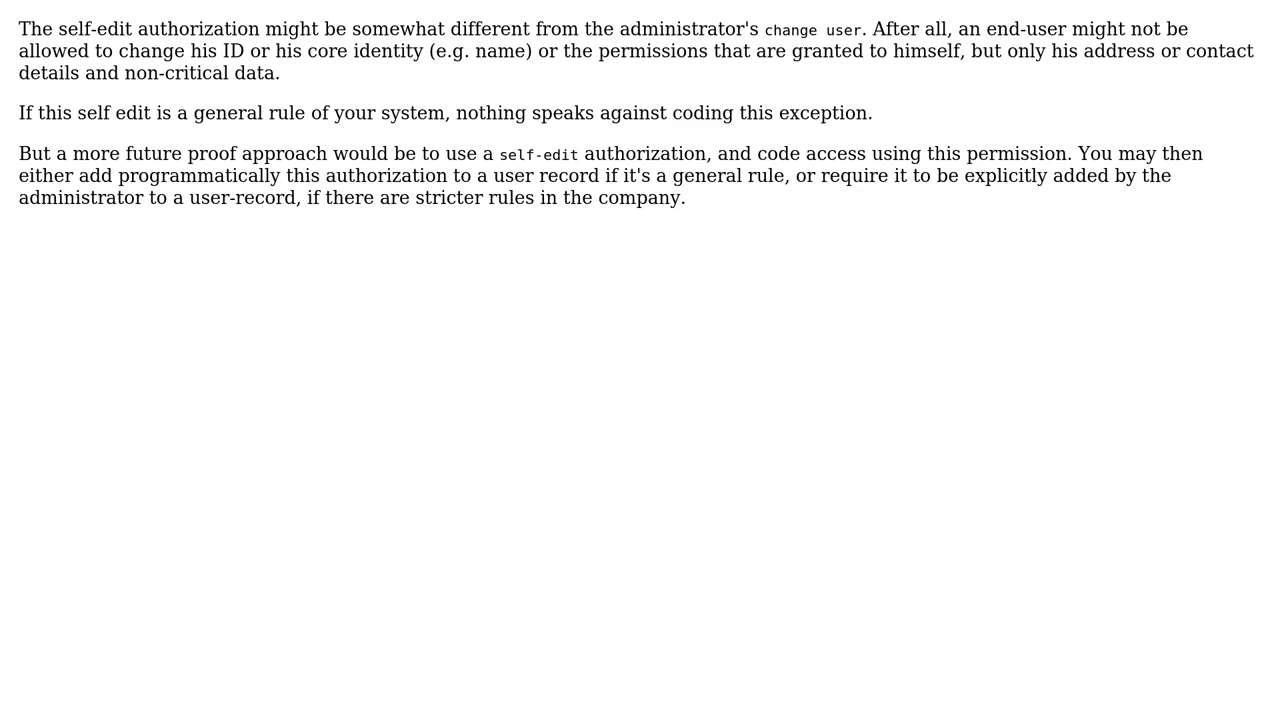 The self-edit authorization might be somewhat different from the administrator's change user. After all, an end-user might not be
allowed to change his ID or his core identity (e.g. name) or the permissions that are granted to himself, but only his address or contact
details and non-critical data.
If this self edit is a general rule of your system, nothing speaks against coding this exception.
But a more future proof approach would be to use a self-edit authorization, and code access using this permission. You may then
either add programmatically this authorization to a user record if it's a general rule, or require it to be explicitly added by the
administrator to a user-record, if there are stricter rules in the company.